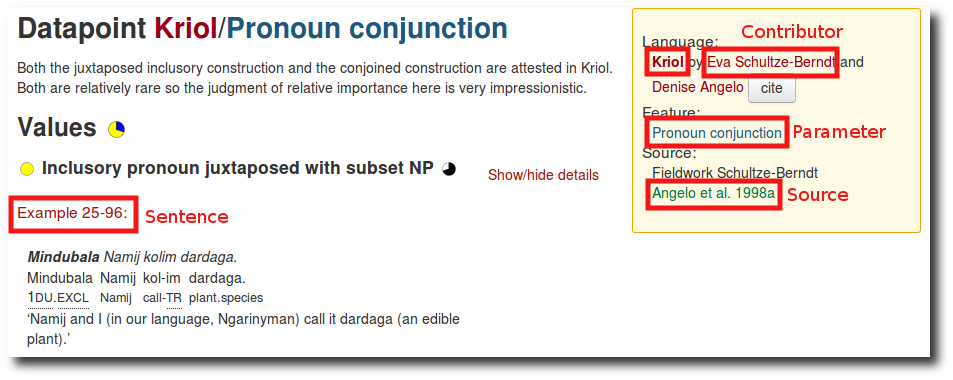 Datapoint Kriol/Pronoun conjunction
Both the juxtaposed inclusory construction and the conjoined construction are attested in Kriol.
Both are relatively rare so the judgment of relative importance here is very impressionistic.
Values
Inclusory pronoun juxtaposed with subset NP
Show/hide details
Example 25-96:
Sentence
Mindubala Namij kolim dardaga.
Mindubala Namij kol-im dardaga.
1DU.EXCL Namij call-TR plant.species
‘Namij and I (in our language, Ngarinyman) call it dardaga (an edible
plant).’
Contributor
Language:
Kriol by Eva Schultze-Berndt and
Denise Angelo cite
Feature:
Pronoun conjunction Parameter
Source:
Fieldwork Schultze-Berndt
Angelo et al. 1998a Source